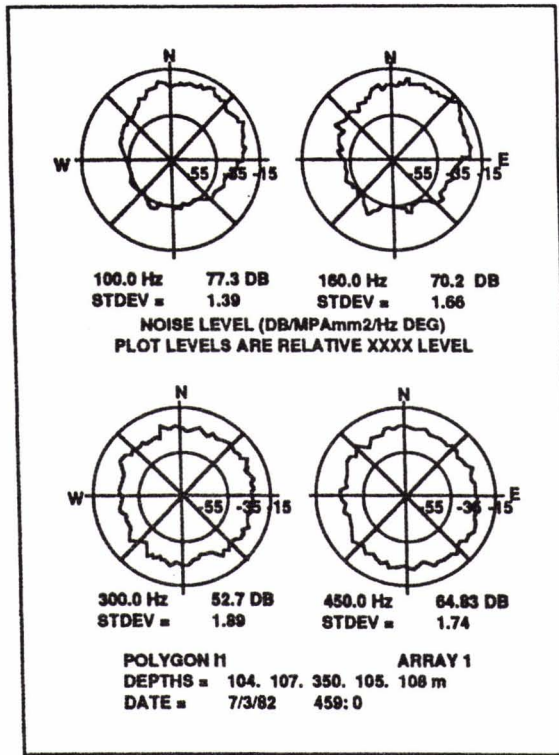 N N
W -55 -35 -15 -55 -35 -15 E
100.0 Hz 77.3 DB 160.0 Hz 70.2 DB
STDEV = 1.39 STDEV = 1.66
NOISE LEVEL (DB/MPAmm2/Hz DEG)
PLOT LEVELS ARE RELATIVE XXXX LEVEL
N N
W -55 -35 -15 -55 -35 -15 E
300.0 Hz 52.7 DB 450.0 Hz 64.83 DB
STDEV = 1.89 STDEV = 1.74
POLYGON I1 ARRAY 1
DEPTHS = 104. 107. 350. 105. 108 m
DATE = 7/3/82 459: 0